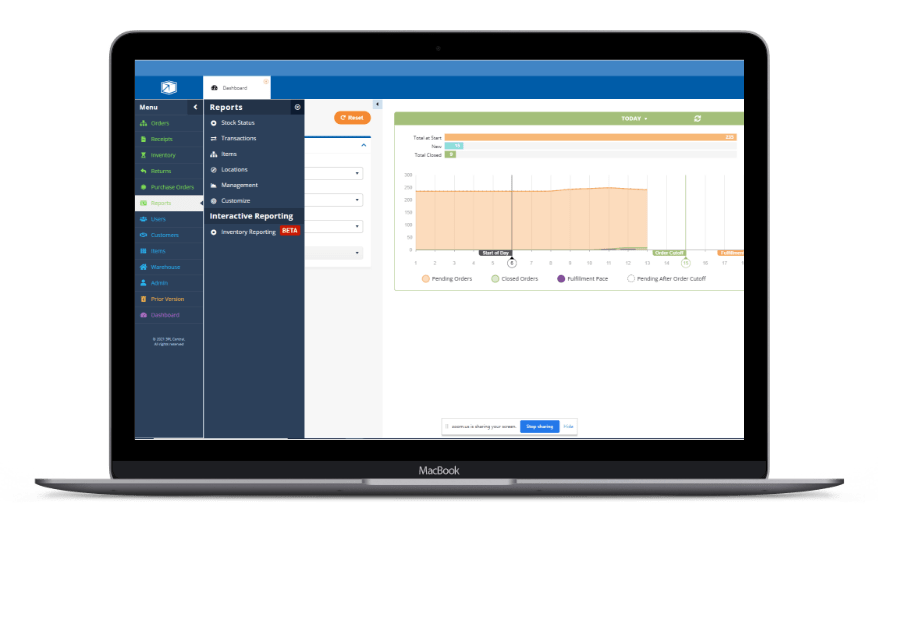 Dashboard
Menu
Orders
Receipts
Inventory
Returns
Purchase Orders
Reports
Users
Customers
Items
Warehouse
Admin
Prior Version
Dashboard
© 2021 3PL Central.
All rights reserved
Reports
Stock Status
Transactions
Items
Locations
Management
Customize
Interactive Reporting
Inventory Reporting BETA
Reset
TODAY
Total at Start
New
Total Closed
300
250
200
150
100
50
0
Start of Day
Order Cutoff
Fulfillment
1 2 3 4 5 6 7 8 9 10 11 12 13 14 15 16 17
Pending Orders Closed Orders Fulfillment Pace Pending After Order Cutoff
zoom.us is sharing your screen. Stop sharing Hide
MacBook